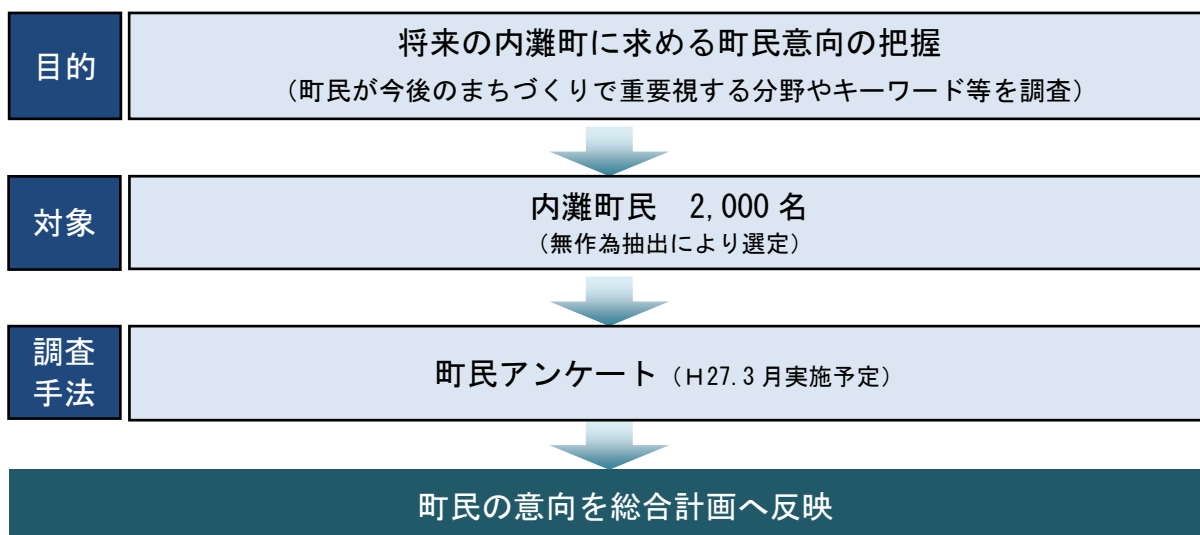 目的
将来の内灘町に求める町民意向の把握
（町民が今後のまちづくりで重要視する分野やキーワード等を調査）
対象
内灘町民　2,000 名
（無作為抽出により選定）
調査
手法
町民アンケート（Ｈ27.3 月実施予定）
町民の意向を総合計画へ反映